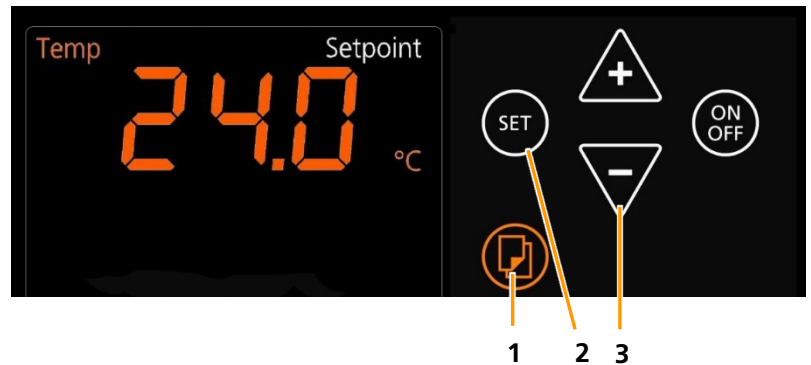 Temp Setpoint
24.0 °C
+
SET
ON
OFF
-
1 2 3